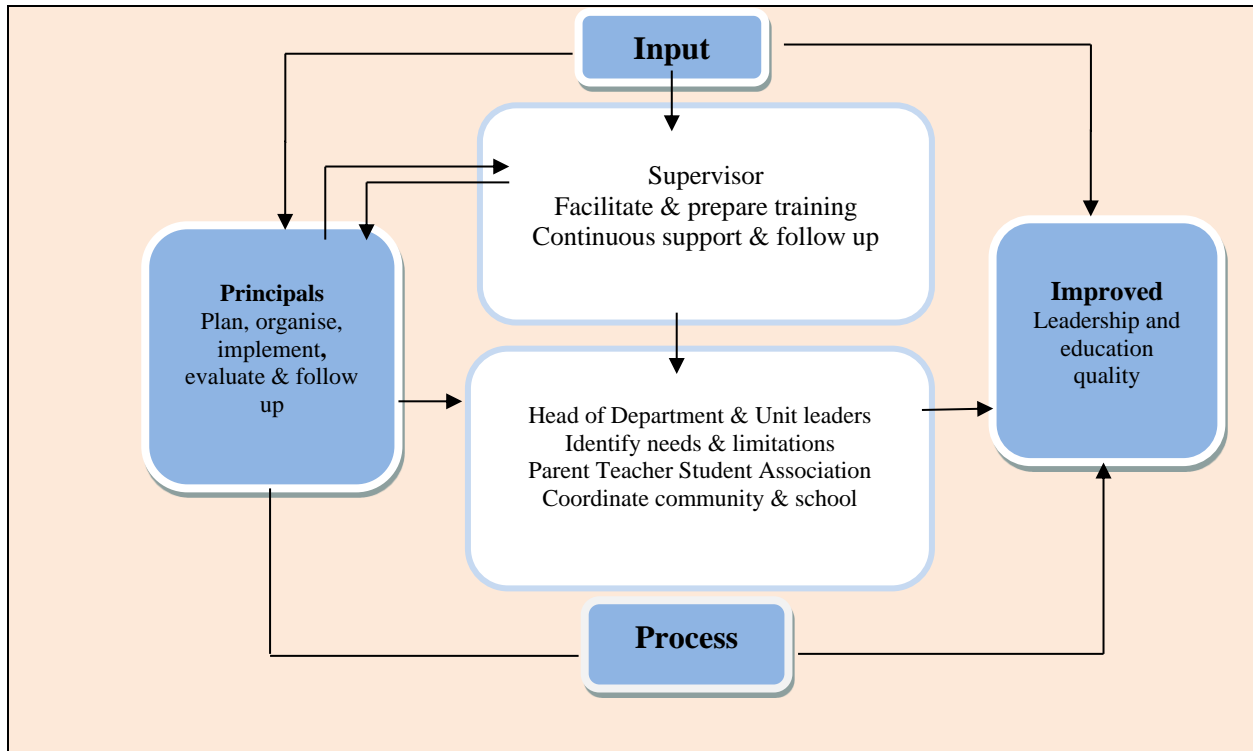 Input
Supervisor
Facilitate & prepare training
Continuous support & follow up
Principals
Plan, organise,
implement,
evaluate & follow
up
Improved
Leadership and
education
quality
Head of Department & Unit leaders
Identify needs & limitations
Parent Teacher Student Association
Coordinate community & school
Process